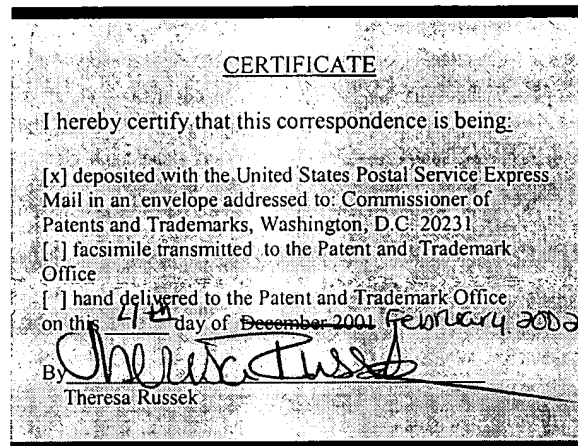 CERTIFICATE
I hereby certify that this correspondence is being:
[x] deposited with the United States Postal Service Express
Mail in an envelope addressed to: Commissioner of
Patents and Trademarks, Washington, D.C. 20231
[ ] facsimile transmitted to the Patent and Trademark
Office
[ ] hand delivered to the Patent and Trademark Office
on this 4th day of December 2001 February 2002
By Theresa Russek
Theresa Russek